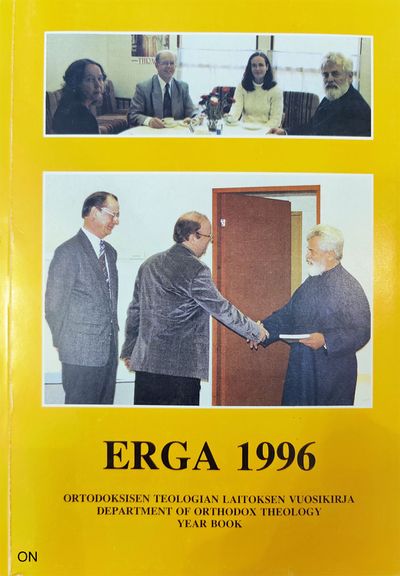 ERGA 1996
ORTODOKSISEN TEOLOGIAN LAITOKSEN VUOSIKIRJA
DEPARTMENT OF ORTHODOX THEOLOGY
YEAR BOOK
ON